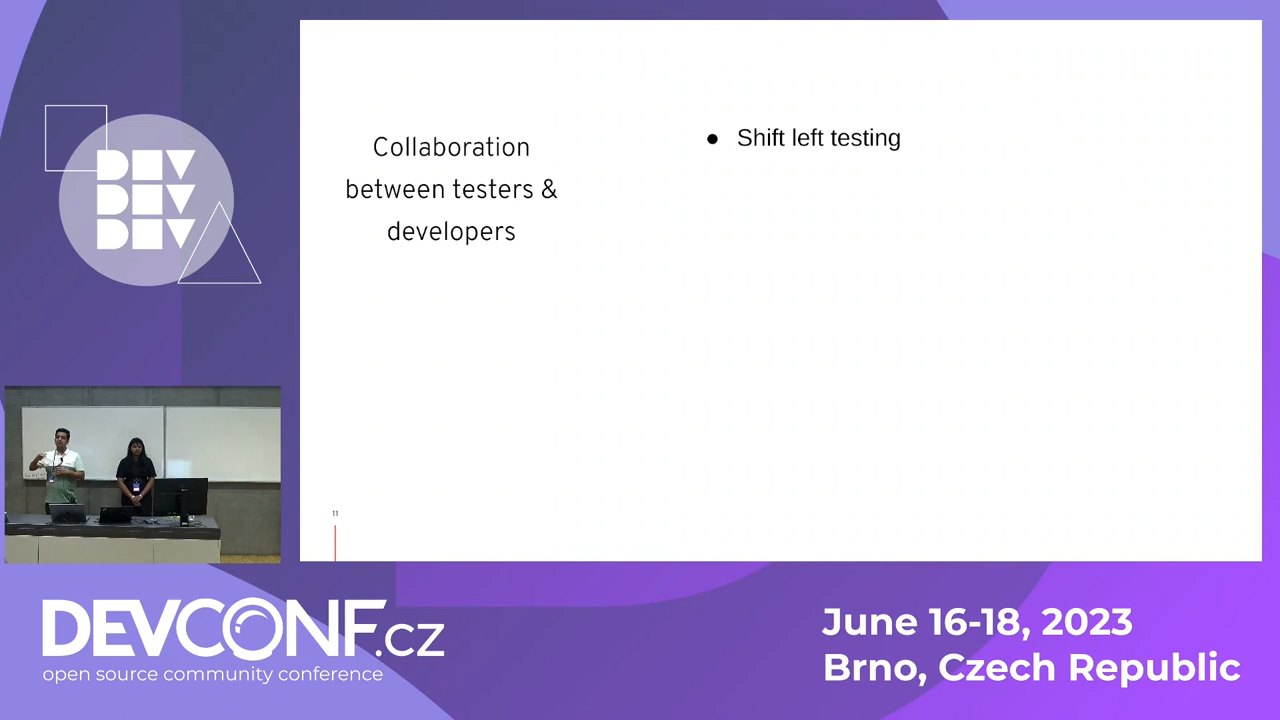 DEV
DEV
DEV
Collaboration
between testers &
developers
● Shift left testing
11
DEVCONF.cz
open source community conference
June 16-18, 2023
Brno, Czech Republic